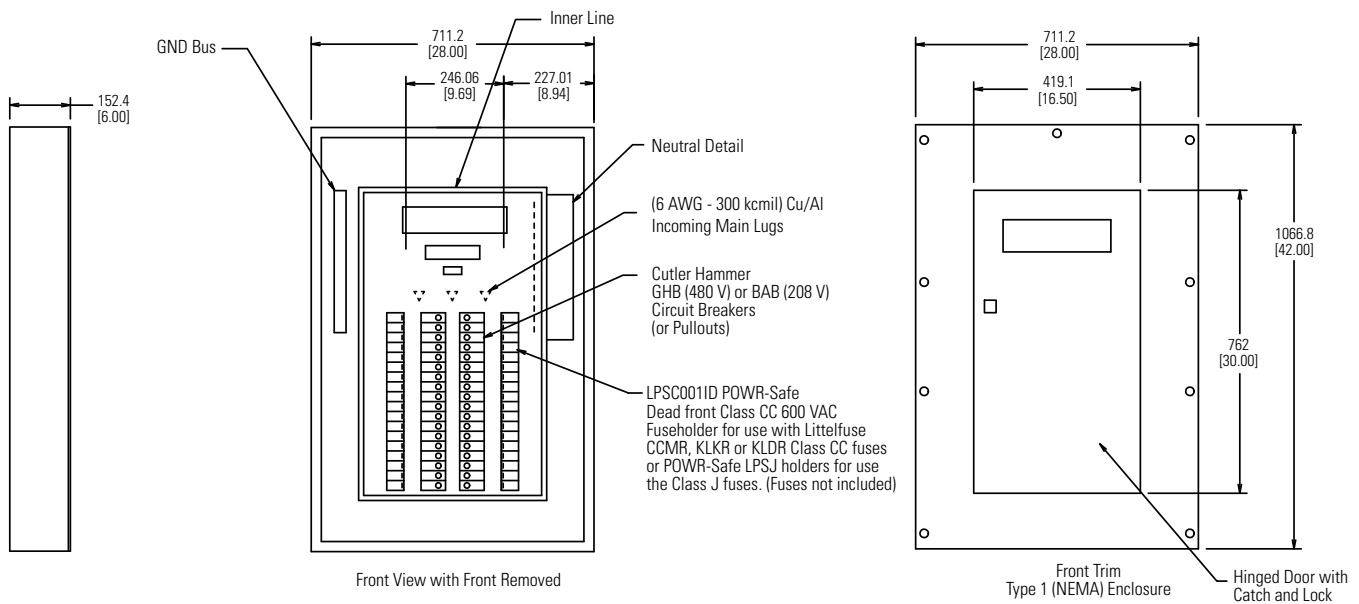 Inner Line
GND Bus
711.2
[28.00]
246.06
[9.69]
227.01
[8.94]
152.4
[6.00]
Neutral Detail
(6 AWG - 300 kcmil) Cu/Al
Incoming Main Lugs
Cutler Hammer
GHB (480 V) or BAB (208 V)
Circuit Breakers
(or Pullouts)
LPSC001ID POWR-Safe
Dead front Class CC 600 VAC
Fuseholder for use with Littelfuse
CCMR, KLKR or KLDR Class CC fuses
or POWR-Safe LPSJ holders for use
the Class J fuses. (Fuses not included)
Front View with Front Removed
711.2
[28.00]
419.1
[16.50]
1066.8
[42.00]
762
[30.00]
Front Trim
Type 1 (NEMA) Enclosure
Hinged Door with
Catch and Lock